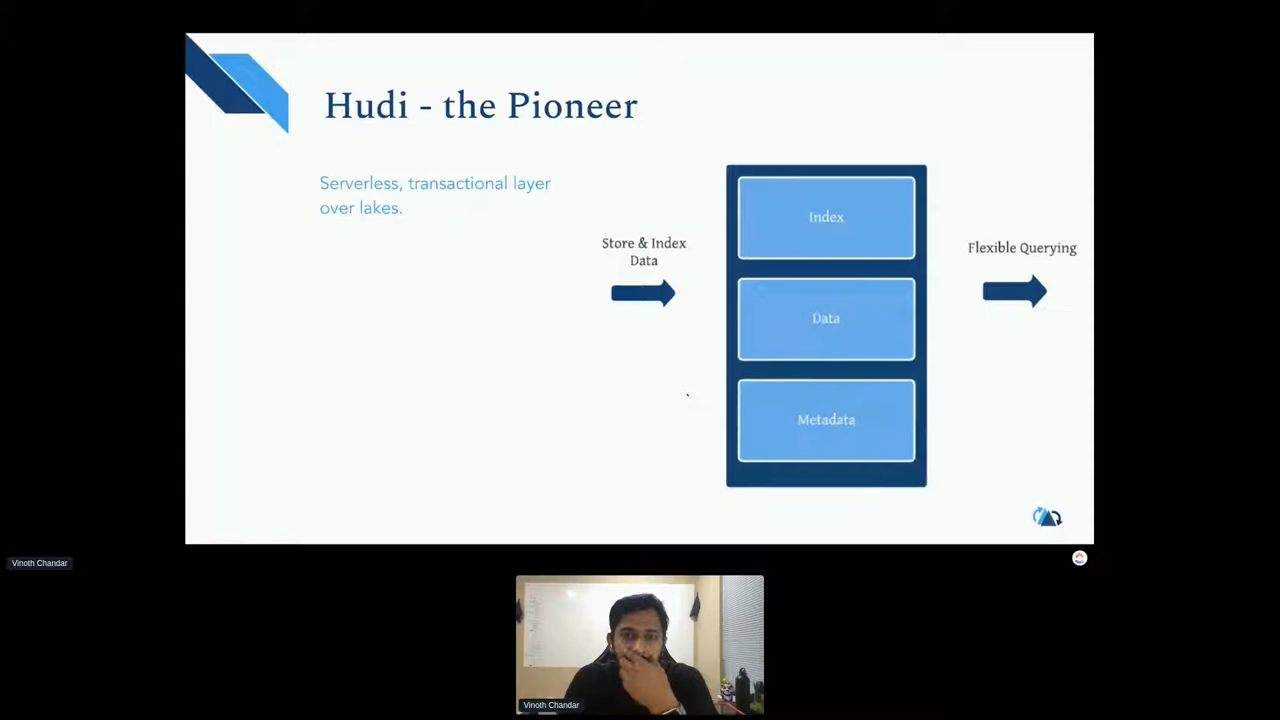 Hudi - the Pioneer
Serverless, transactional layer
over lakes.
Store & Index
Data
Index
Data
Metadata
Flexible Querying
Vinoth Chandar
Vinoth Chandar